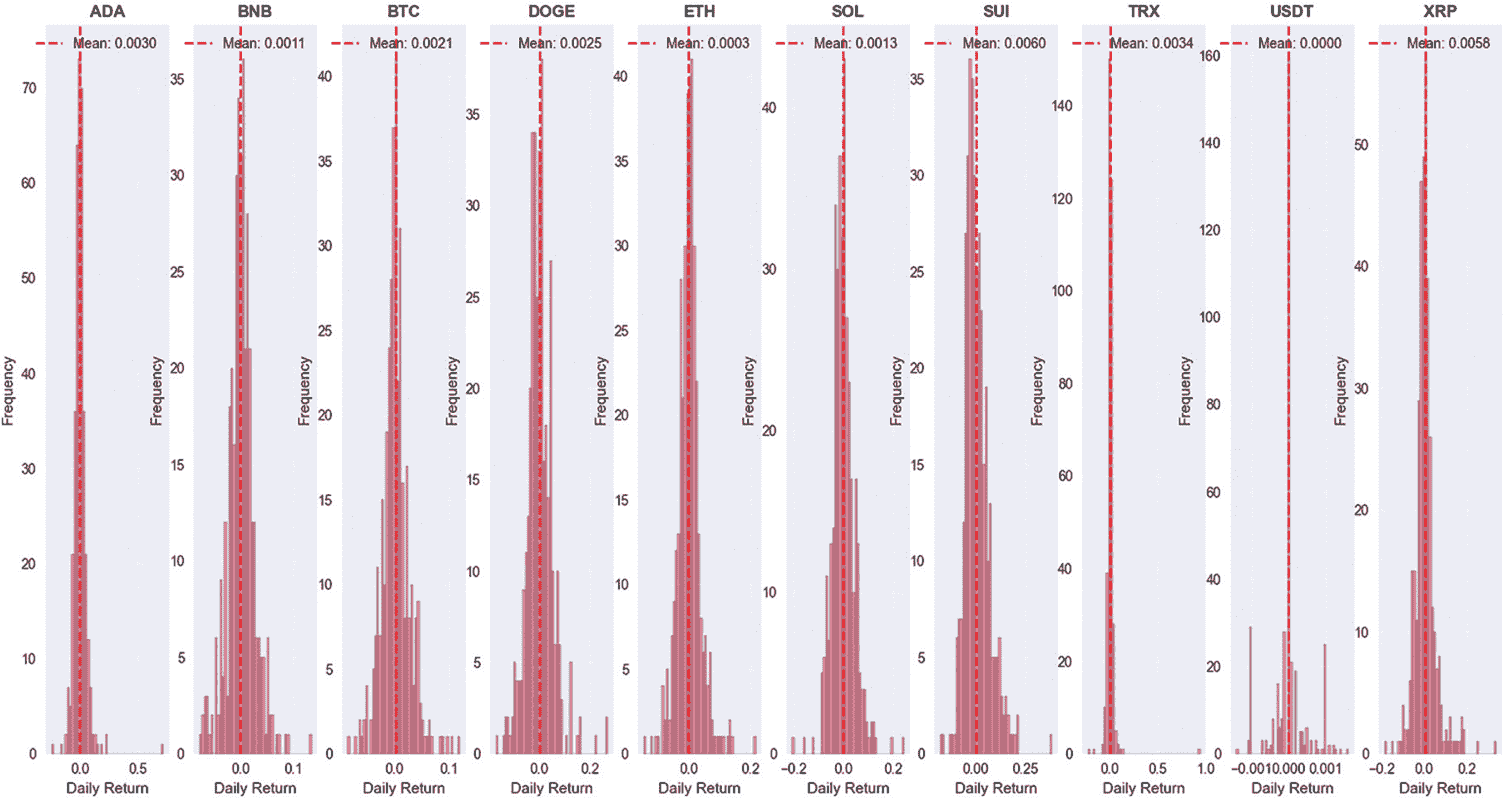 ADA
Mean: 0.0030
70
60
50
40
30
20
10
0
0.0 0.5
Frequency
Daily Return
BNB
Mean: 0.0011
35
30
25
20
15
10
5
0
0.0 0.1
Frequency
Daily Return
BTC
Mean: 0.0021
40
35
30
25
20
15
10
5
0
0.0 0.1
Frequency
Daily Return
DOGE
Mean: 0.0025
35
30
25
20
15
10
5
0
0.0 0.2
Frequency
Daily Return
ETH
Mean: 0.0003
40
35
30
25
20
15
10
5
0
0.0 0.2
Frequency
Daily Return
SOL
Mean: 0.0013
40
30
20
10
0
−0.2 0.0 0.2
Frequency
Daily Return
SUI
Mean: 0.0060
35
30
25
20
15
10
5
0
0.00 0.25
Frequency
Daily Return
TRX
Mean: 0.0034
140
120
100
80
60
40
20
0
0.0 0.5 1.0
Frequency
Daily Return
USDT
Mean: 0.0000
160
140
120
100
80
60
40
20
0
−0.001 0.000 0.001
Frequency
Daily Return
XRP
Mean: 0.0058
50
40
30
20
10
0
−0.2 0.0 0.2
Frequency
Daily Return